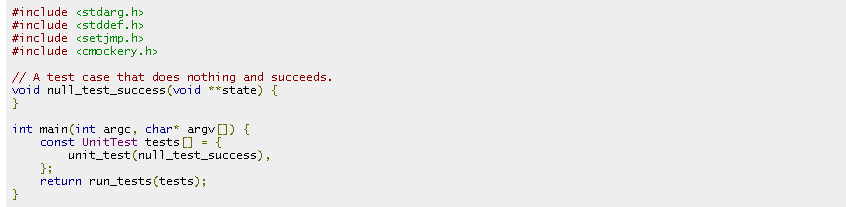 #include <stdarg.h>
#include <stddef.h>
#include <setjmp.h>
#include <cmockery.h>
// A test case that does nothing and succeeds.
void null_test_success(void **state) {
}
int main(int argc, char* argv[]) {
    const UnitTest tests[] = {
        unit_test(null_test_success),
    };
    return run_tests(tests);
}